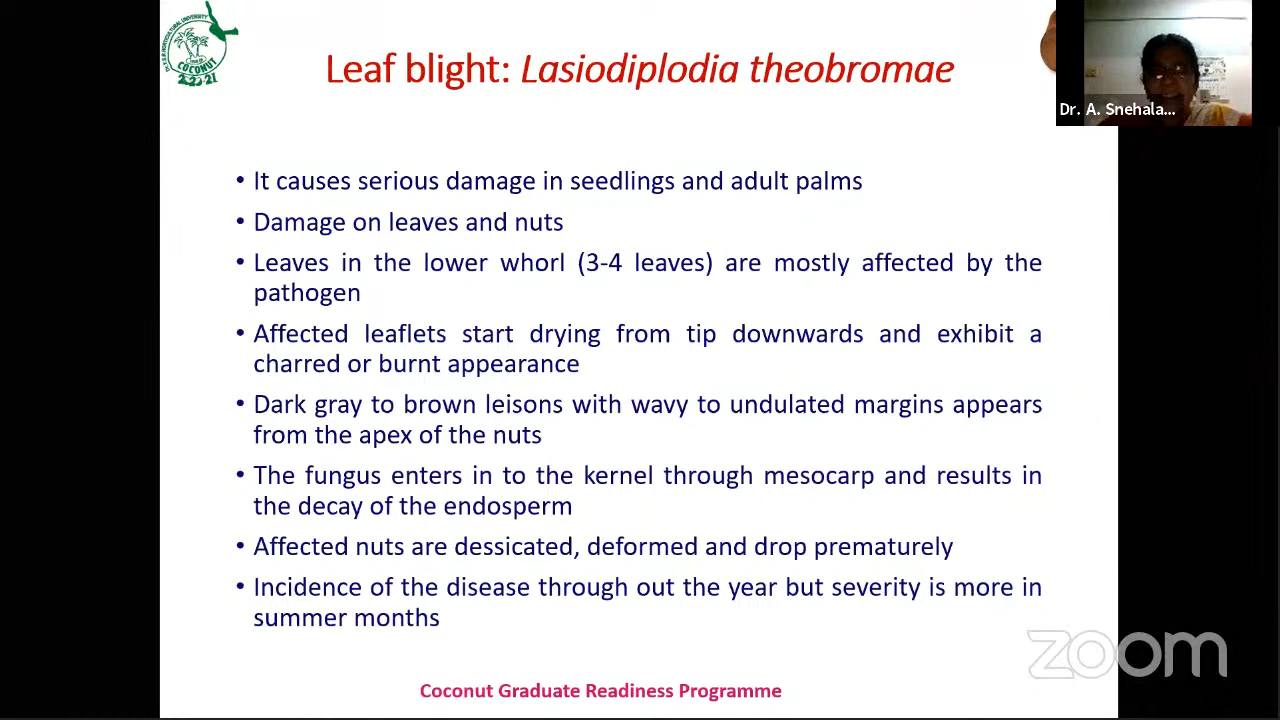 Leaf blight: Lasiodiplodia theobromae
Dr. A. Snehala...
COCONUT
• It causes serious damage in seedlings and adult palms
• Damage on leaves and nuts
• Leaves in the lower whorl (3-4 leaves) are mostly affected by the
pathogen
• Affected leaflets start drying from tip downwards and exhibit a
charred or burnt appearance
• Dark gray to brown leisons with wavy to undulated margins appears
from the apex of the nuts
• The fungus enters in to the kernel through mesocarp and results in
the decay of the endosperm
• Affected nuts are dessicated, deformed and drop prematurely
• Incidence of the disease through out the year but severity is more in
summer months
zoom
Coconut Graduate Readiness Programme